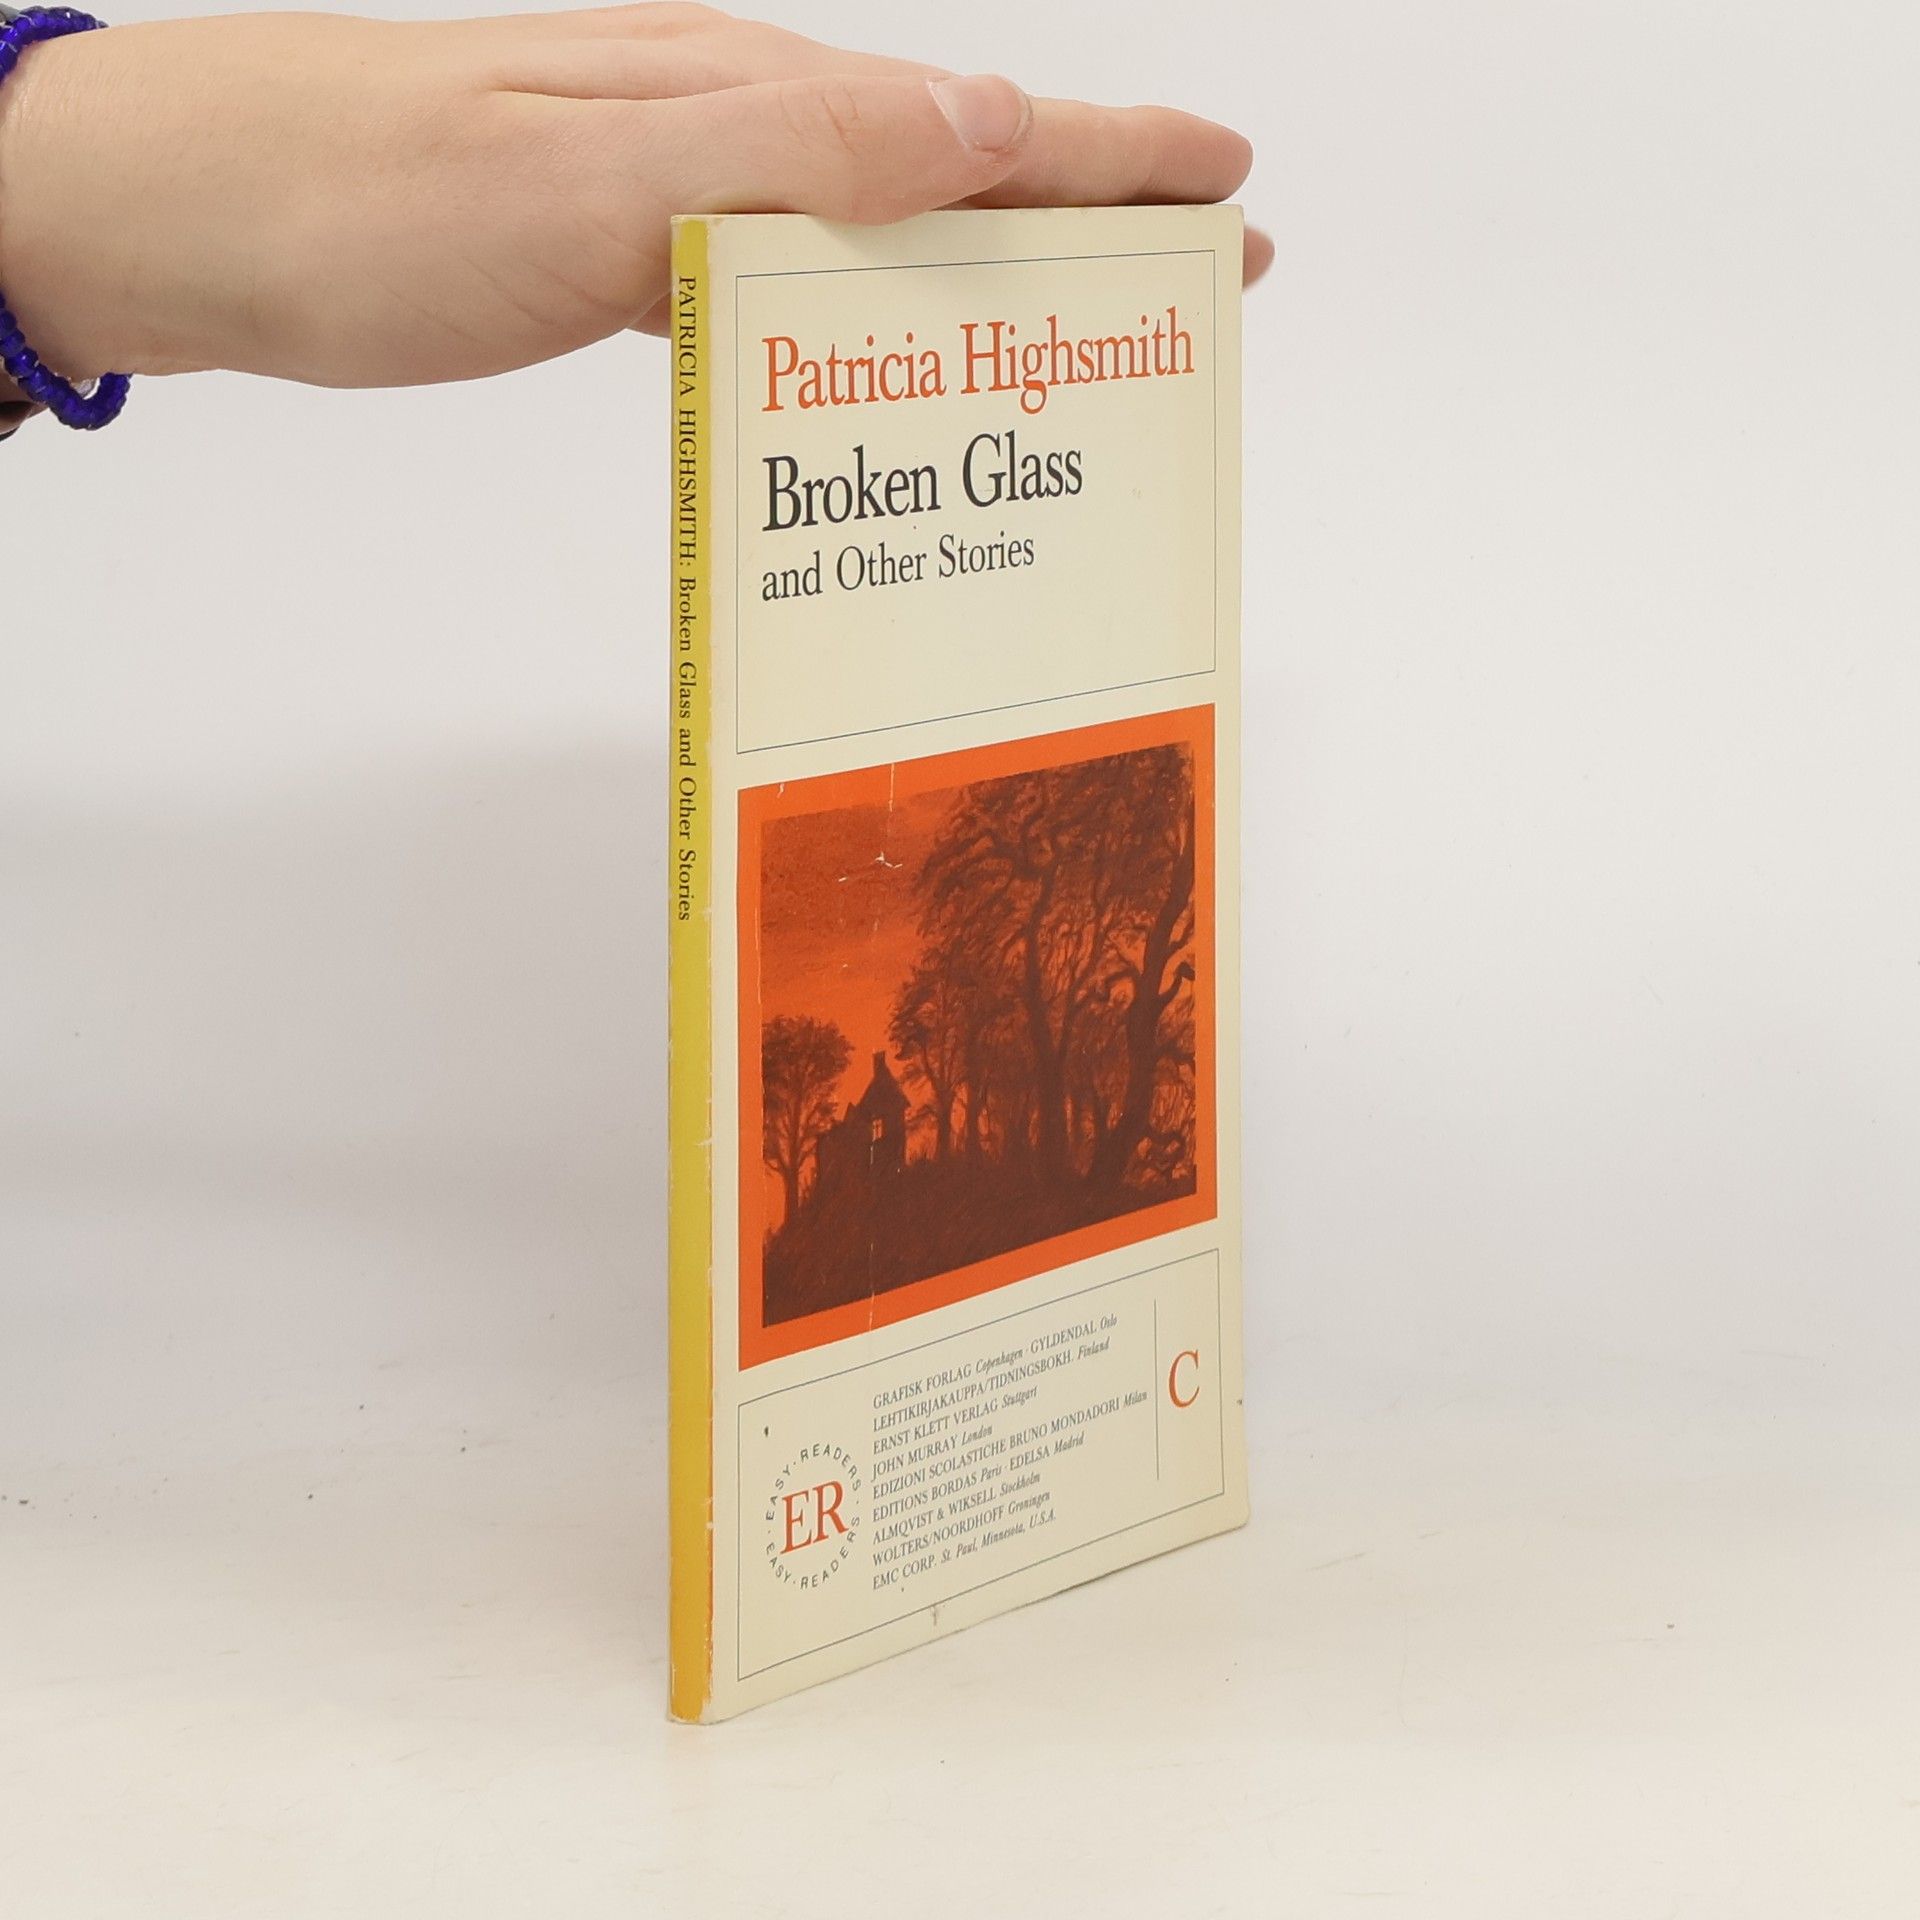 PATRICIA HIGHSMITH: Broken Glass and Other Stories
Patricia Highsmith
Broken Glass
and Other Stories
GRAFISK FORLAG Copenhagen · GYLDENDAL Oslo
LEHTIKIRJAKAUPPA/TIDNINGSBOKH. Finland
ERNST KLETT VERLAG Stuttgart
JOHN MURRAY London
EDIZIONI SCOLASTICHE BRUNO MONDADORI Milan
EDITIONS BORDAS Paris · EDELSA Madrid
ALMQVIST & WIKSELL Stockholm
WOLTERS/NOORDHOFF Groningen
EMC CORP. St. Paul, Minnesota, U.S.A.
C
EASY · READERS · EASY · READERS ·
ER